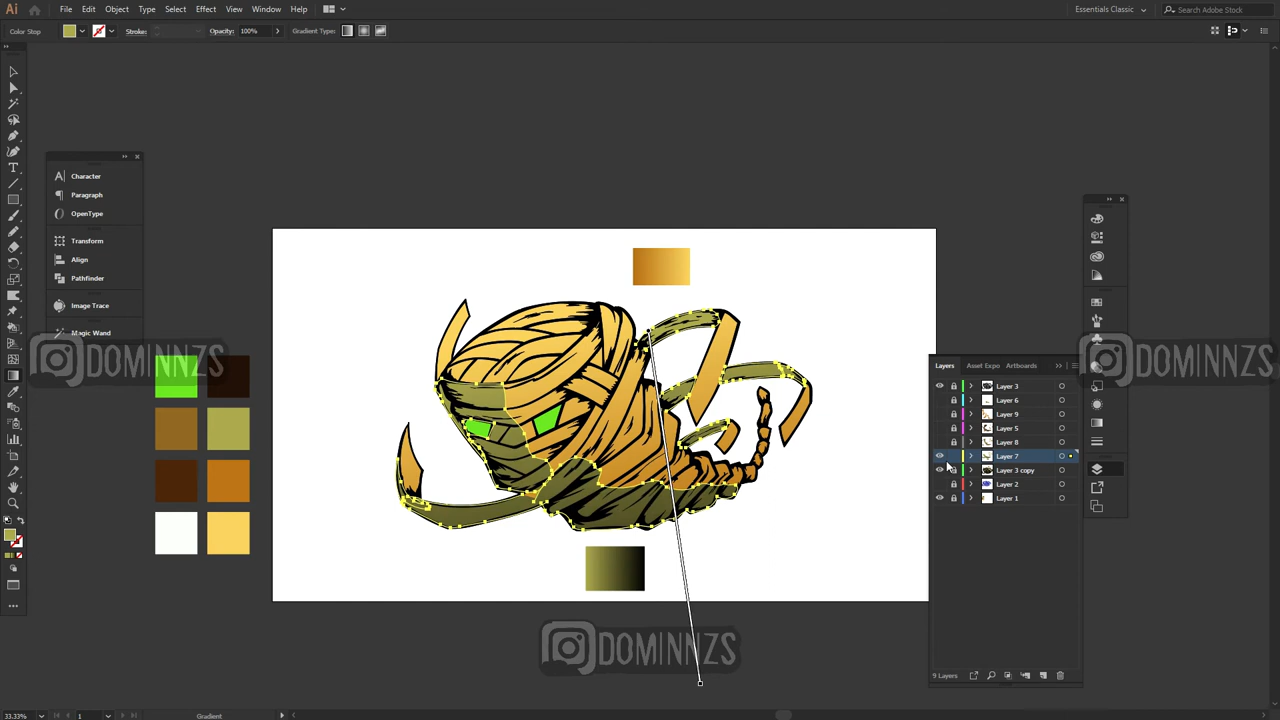 Ai File Edit Object Type Select Effect View Window Help Essentials Classic Search Adobe Stock
Color Stop Stroke: Opacity: 100% Gradient Type:
Character
Paragraph
OpenType
Transform
Align
Pathfinder
Image Trace
Magic Wand
DOMINNZS
DOMINNZS
DOMINNZS
Layers Asset Expo Artboards
Layer 3
Layer 6
Layer 9
Layer 5
Layer 8
Layer 7
Layer 3 copy
Layer 2
Layer 1
9 Layers
33.33% 1 Gradient